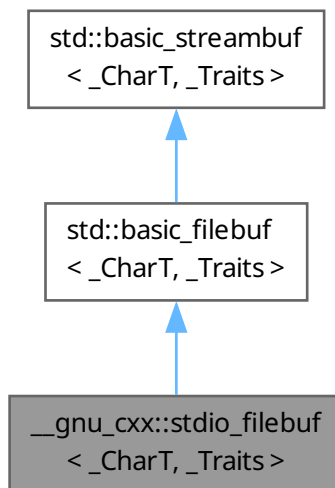 std::basic_streambuf
< _CharT, _Traits >
std::basic_filebuf
< _CharT, _Traits >
__gnu_cxx::stdio_filebuf
< _CharT, _Traits >